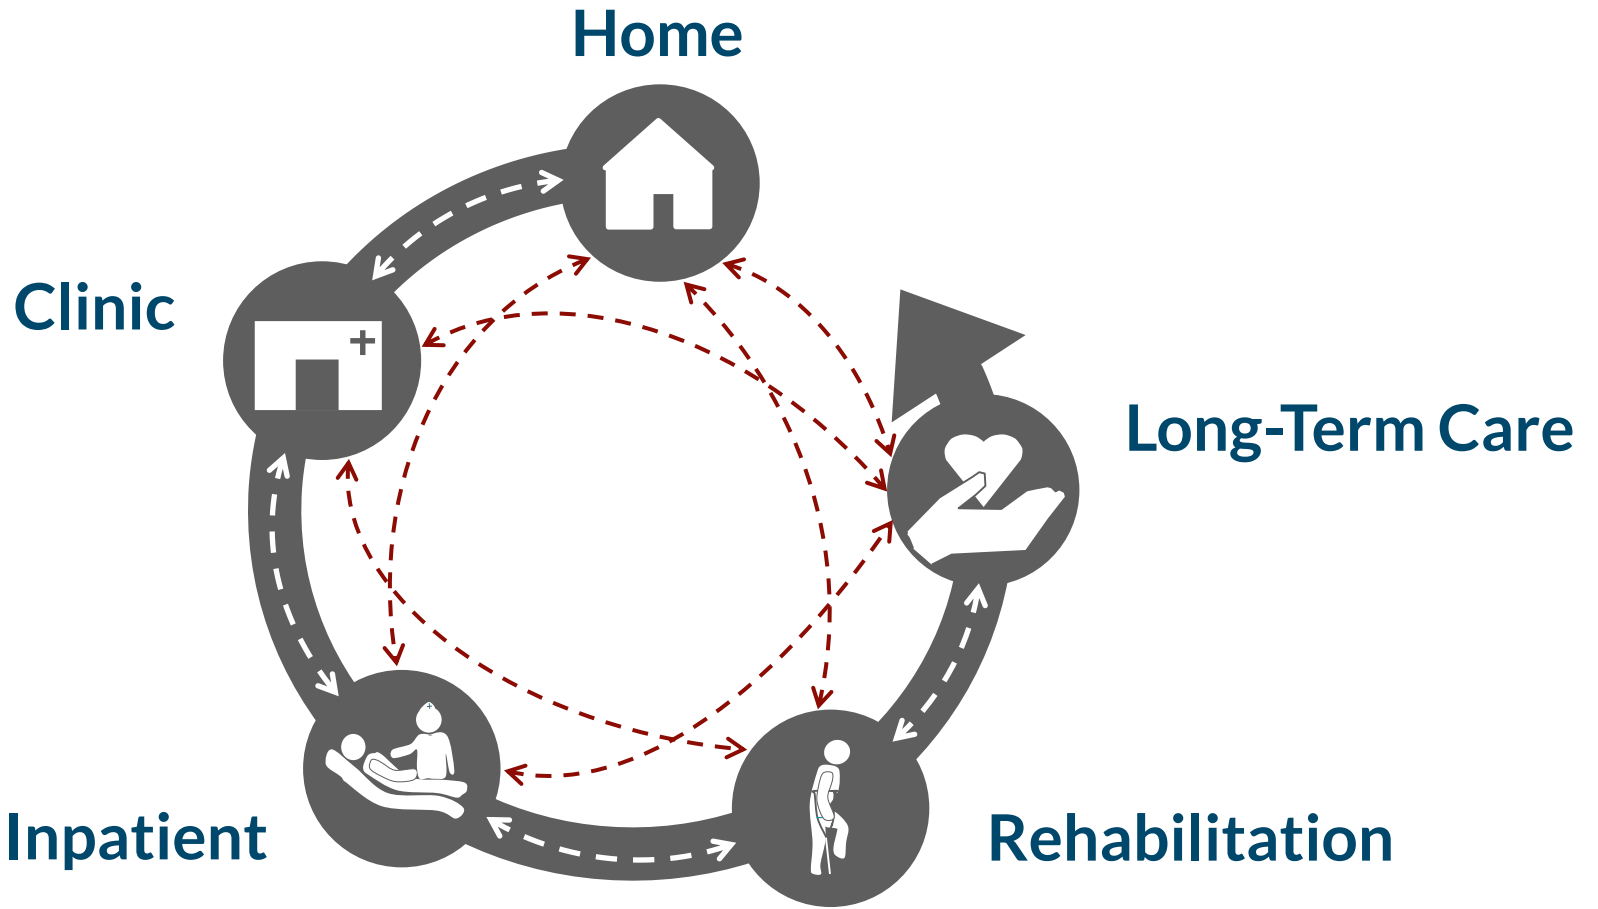 Home
Clinic
Long-Term Care
Inpatient
Rehabilitation